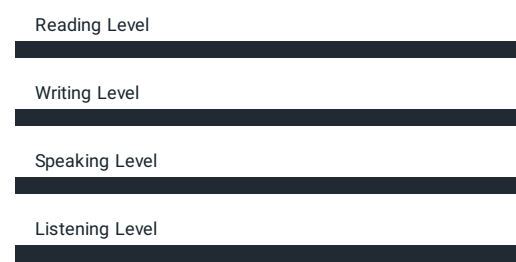 Reading Level
Writing Level
Speaking Level
Listening Level